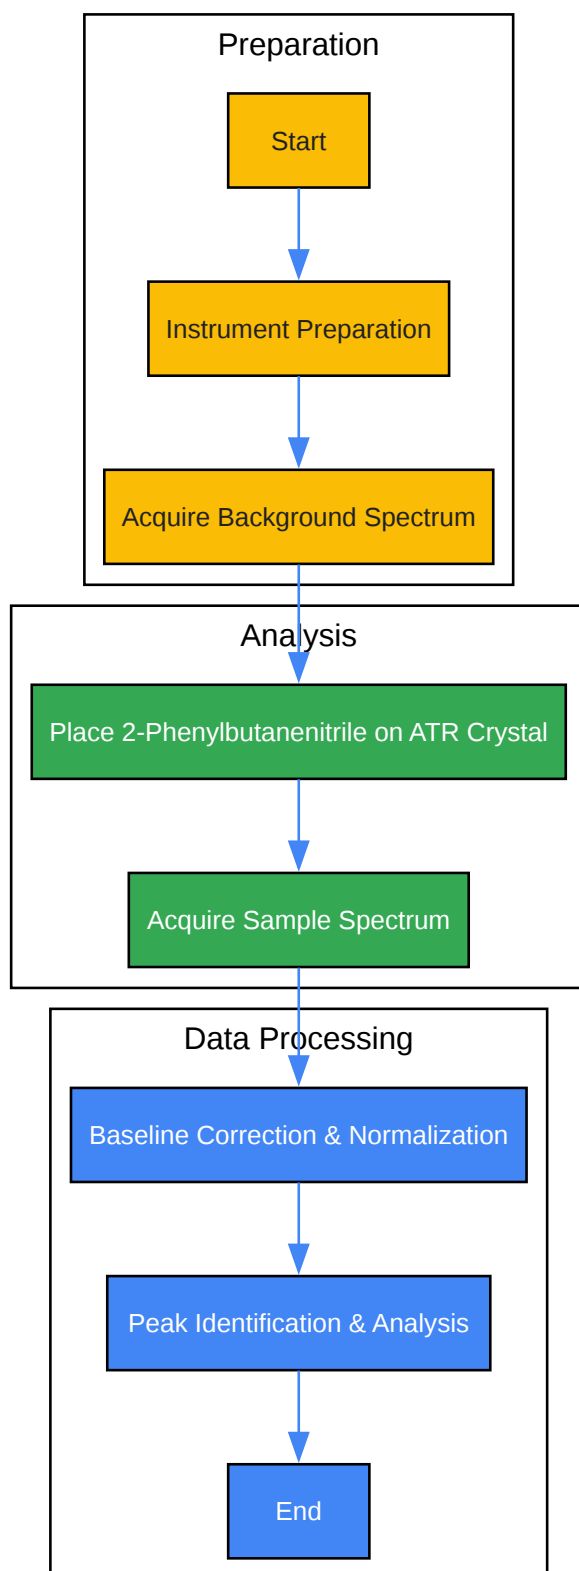 Preparation
Start
Instrument Preparation
Acquire Background Spectrum
Analysis
Place 2-Phenylbutanenitrile on ATR Crystal
Acquire Sample Spectrum
Data Processing
Baseline Correction & Normalization
Peak Identification & Analysis
End